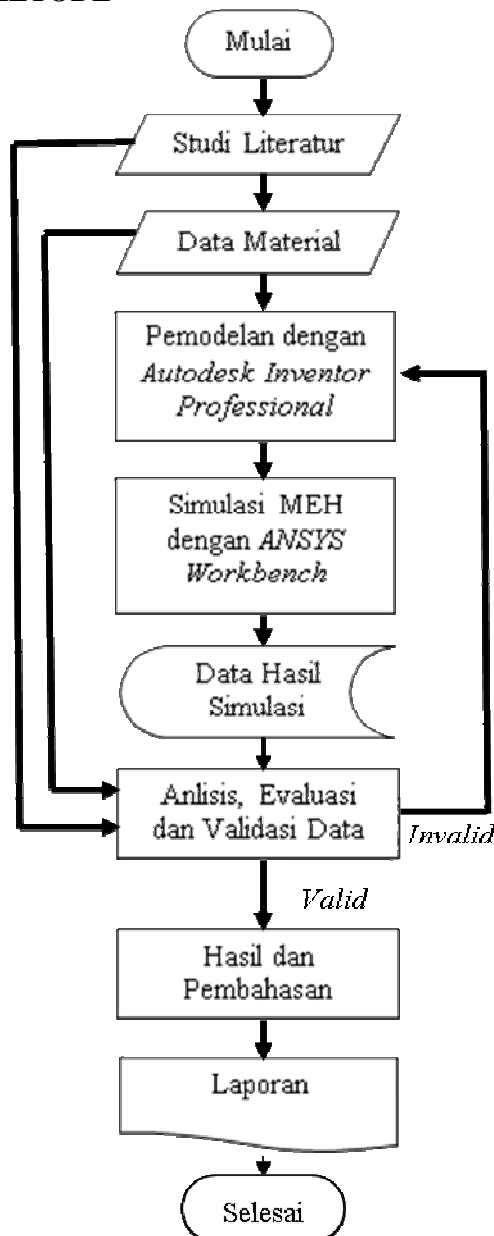 Mulai
Studi Literatur
Data Material
Pemodelan dengan
Autodesk Inventor
Professional
Simulasi MEH
dengan ANSYS
Workbench
Data Hasil
Simulasi
Anlisis, Evaluasi
dan Validasi Data
Invalid
Valid
Hasil dan
Pembahasan
Laporan
Selesai